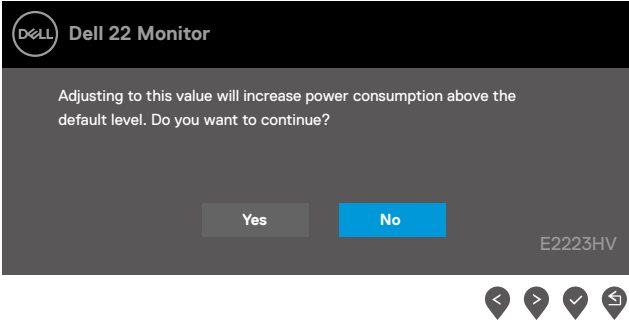 DELL Dell 22 Monitor
Adjusting to this value will increase power consumption above the
default level. Do you want to continue?
Yes No
E2223HV